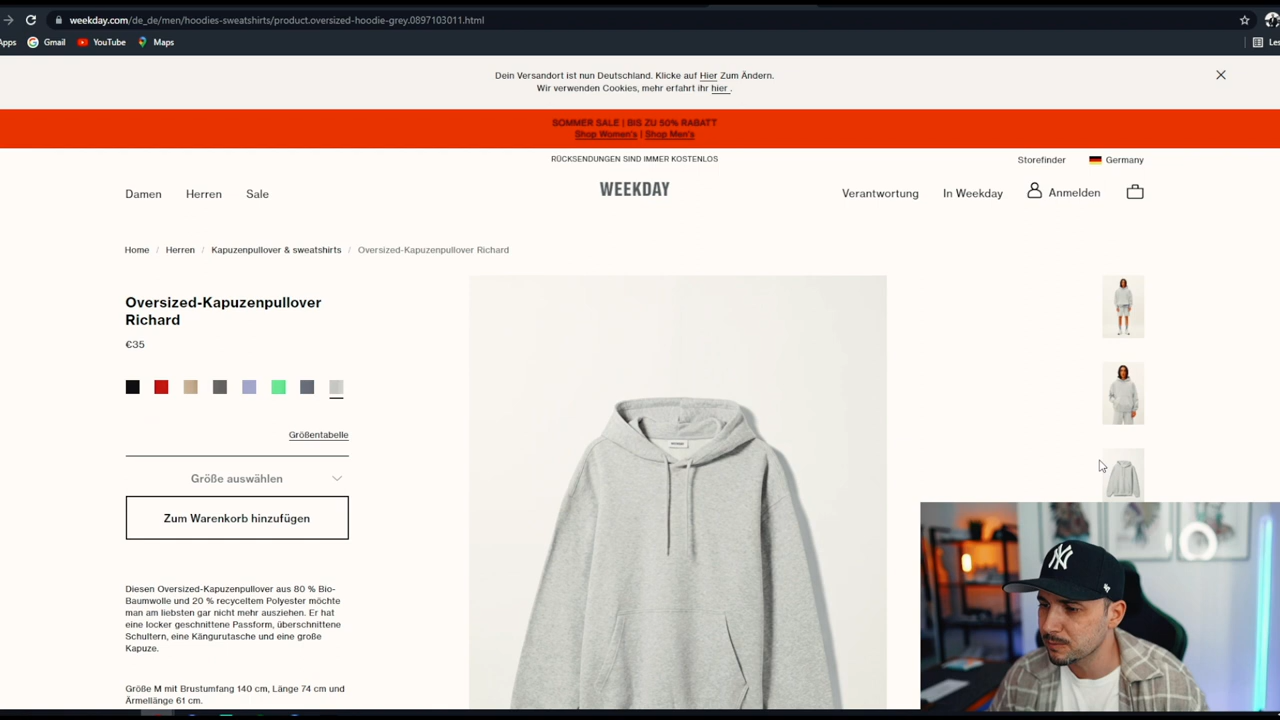 weekday.com/de_de/men/hoodies-sweatshirts/product.oversized-hoodie-grey.0897103011.html
Apps Gmail YouTube Maps Les
Dein Versandort ist nun Deutschland. Klicke auf Hier Zum Ändern.
Wir verwenden Cookies, mehr erfahrt ihr hier .
SOMMER SALE | BIS ZU 50% RABATT
Shop Women's | Shop Men's
RÜCKSENDUNGEN SIND IMMER KOSTENLOS
Storefinder Germany
Damen Herren Sale
WEEKDAY
Verantwortung In Weekday Anmelden
Home / Herren / Kapuzenpullover & sweatshirts / Oversized-Kapuzenpullover Richard
Oversized-Kapuzenpullover
Richard
€35
Größentabelle
Größe auswählen
Zum Warenkorb hinzufügen
Diesen Oversized-Kapuzenpullover aus 80 % Bio-
Baumwolle und 20 % recyceltem Polyester möchte
man am liebsten gar nicht mehr ausziehen. Er hat
eine locker geschnittene Passform, überschnittene
Schultern, eine Kängurutasche und eine große
Kapuze.
Größe M mit Brustumfang 140 cm, Länge 74 cm und
Ärmellänge 61 cm.
NY